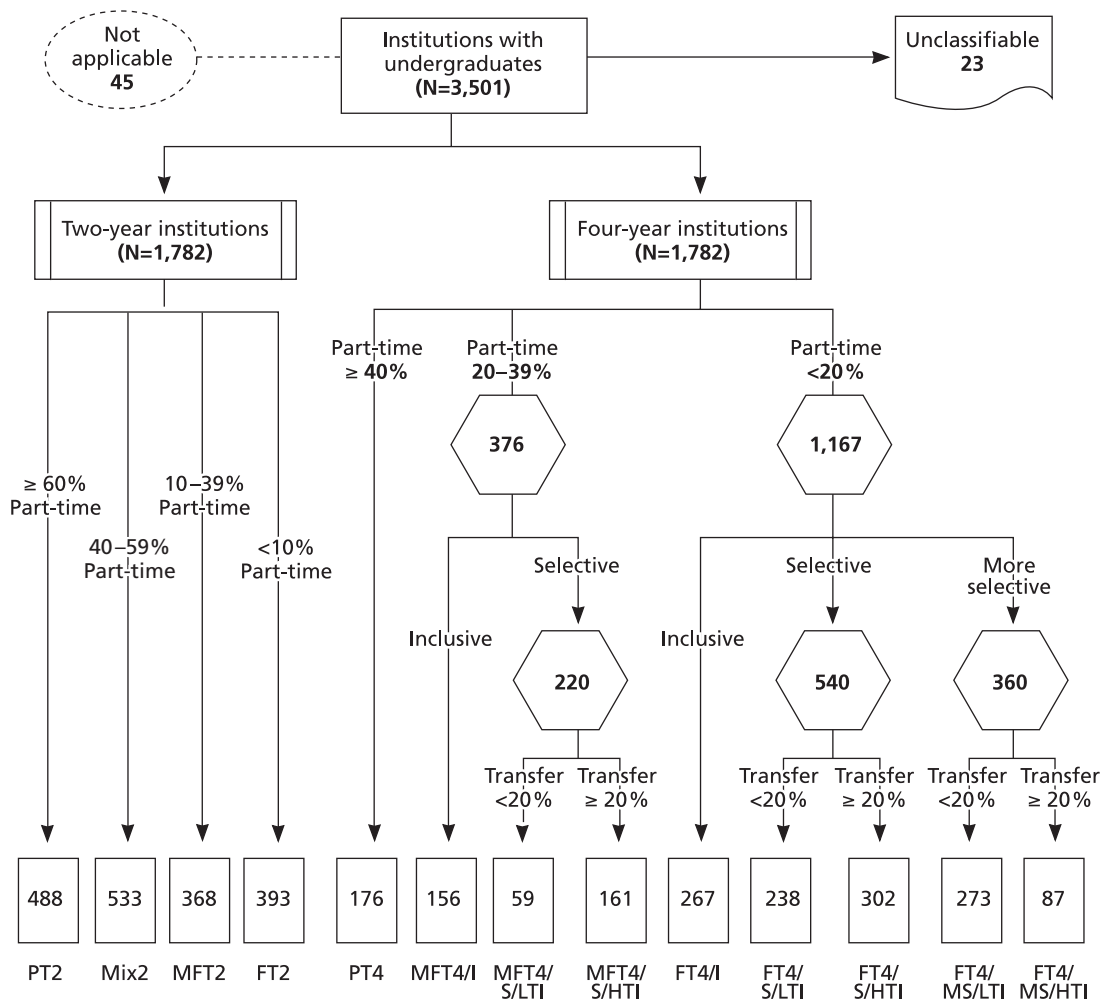 Not
applicable
45
Institutions with
undergraduates
(N=3,501)
Unclassifiable
23
Two-year institutions
(N=1,782)
Four-year institutions
(N=1,782)
Part-time
≥ 40%
Part-time
20–39%
Part-time
<20%
376
1,167
≥ 60%
Part-time
10–39%
Part-time
40–59%
Part-time
<10%
Part-time
Selective
Selective
More
selective
Inclusive
Inclusive
220
540
360
Transfer
<20%
Transfer
≥ 20%
Transfer
<20%
Transfer
≥ 20%
Transfer
<20%
Transfer
≥ 20%
488
533
368
393
176
156
59
161
267
238
302
273
87
PT2
Mix2
MFT2
FT2
PT4
MFT4/I
MFT4/
S/LTI
MFT4/
S/HTI
FT4/I
FT4/
S/LTI
FT4/
S/HTI
FT4/
MS/LTI
FT4/
MS/HTI